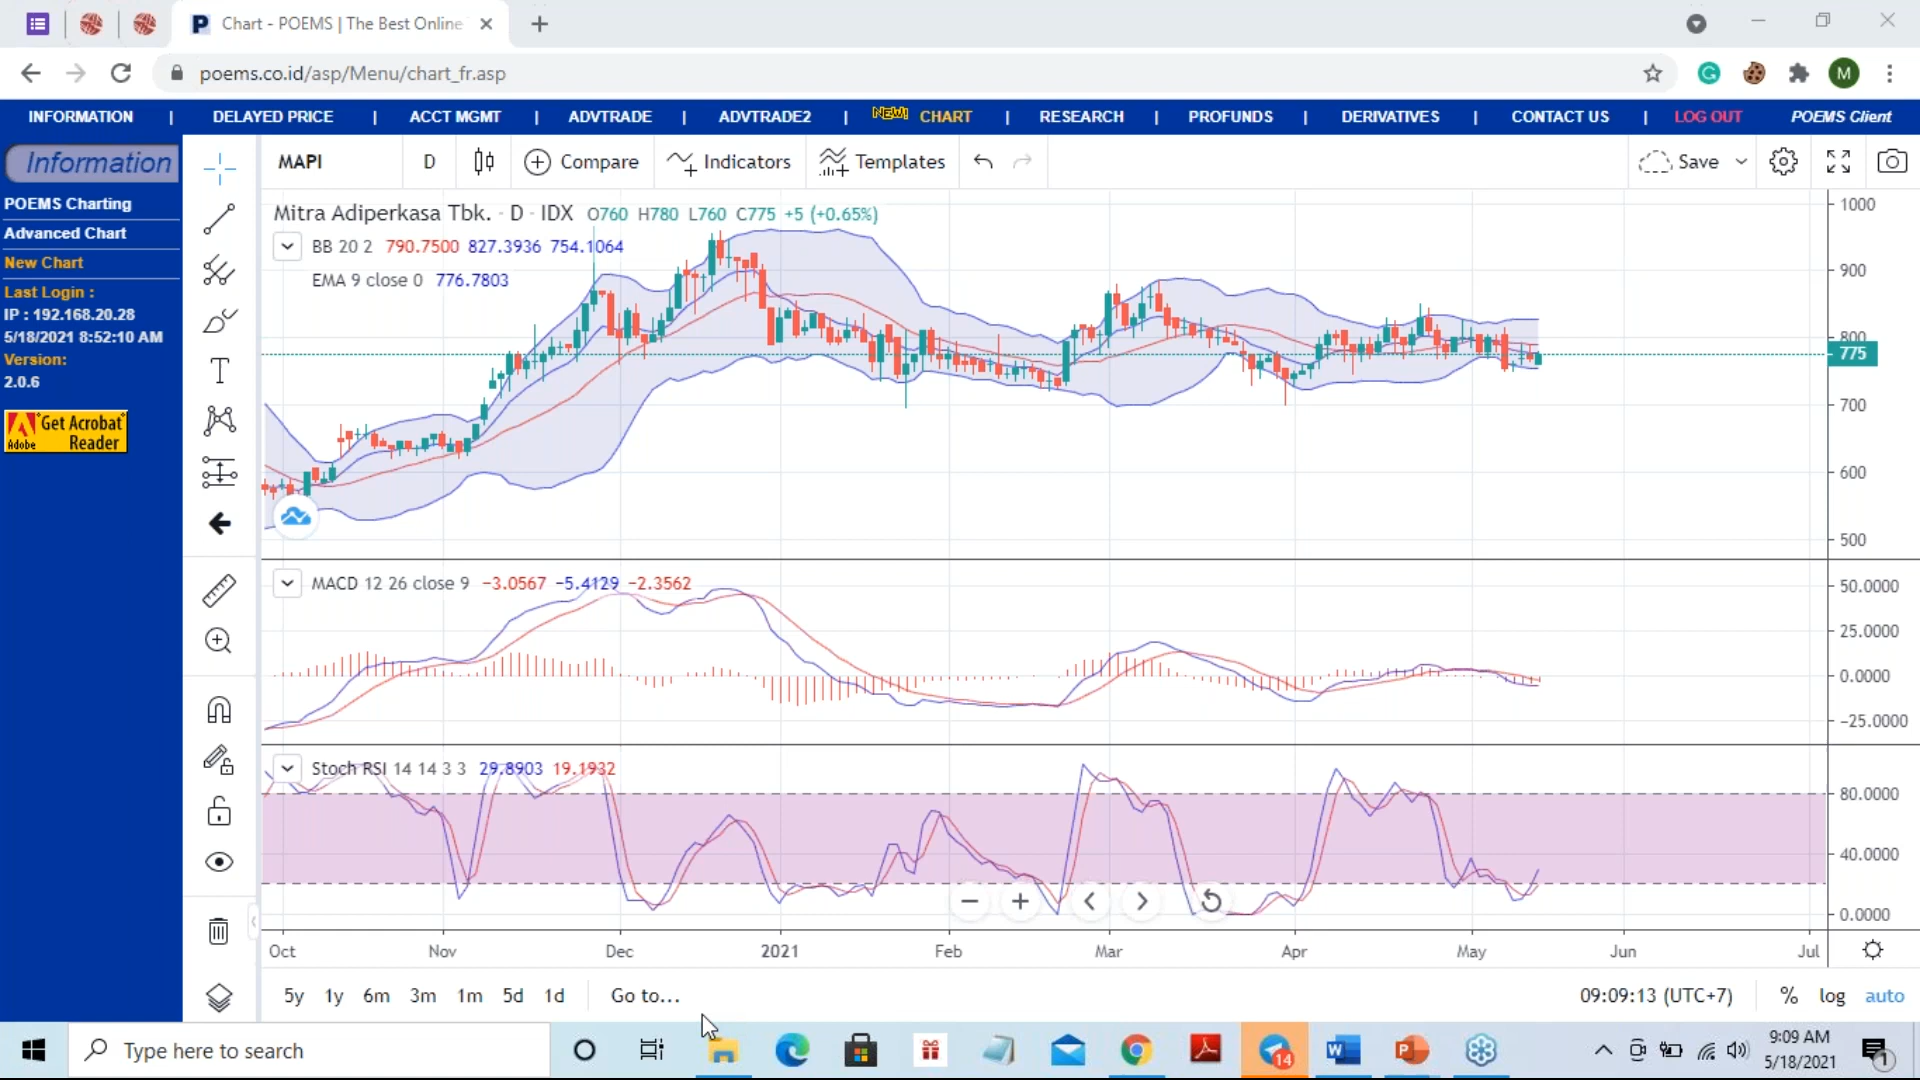 Chart - POEMS | The Best Online
poems.co.id/asp/Menu/chart_fr.asp
M
INFORMATION | DELAYED PRICE | ACCT MGMT | ADVTRADE | ADVTRADE2 | NEW! CHART | RESEARCH | PROFUNDS | DERIVATIVES | CONTACT US | LOG OUT POEMS Client
Information
POEMS Charting
Advanced Chart
New Chart
Last Login :
IP : 192.168.20.28
5/18/2021 8:52:10 AM
Version:
2.0.6
Get Acrobat
Adobe Reader
MAPI D Compare Indicators Templates Save
Mitra Adiperkasa Tbk. · D · IDX O760 H780 L760 C775 +5 (+0.65%)
BB 20 2 790.7500 827.3936 754.1064
EMA 9 close 0 776.7803
1000
900
800
775
700
600
500
MACD 12 26 close 9 −3.0567 −5.4129 −2.3562
50.0000
25.0000
0.0000
−25.0000
Stoch RSI 14 14 3 3 29.8903 19.1932
80.0000
40.0000
0.0000
Oct Nov Dec 2021 Feb Mar Apr May Jun Jul
5y 1y 6m 3m 1m 5d 1d Go to... 09:09:13 (UTC+7) % log auto
Type here to search
14
9:09 AM
5/18/2021
1